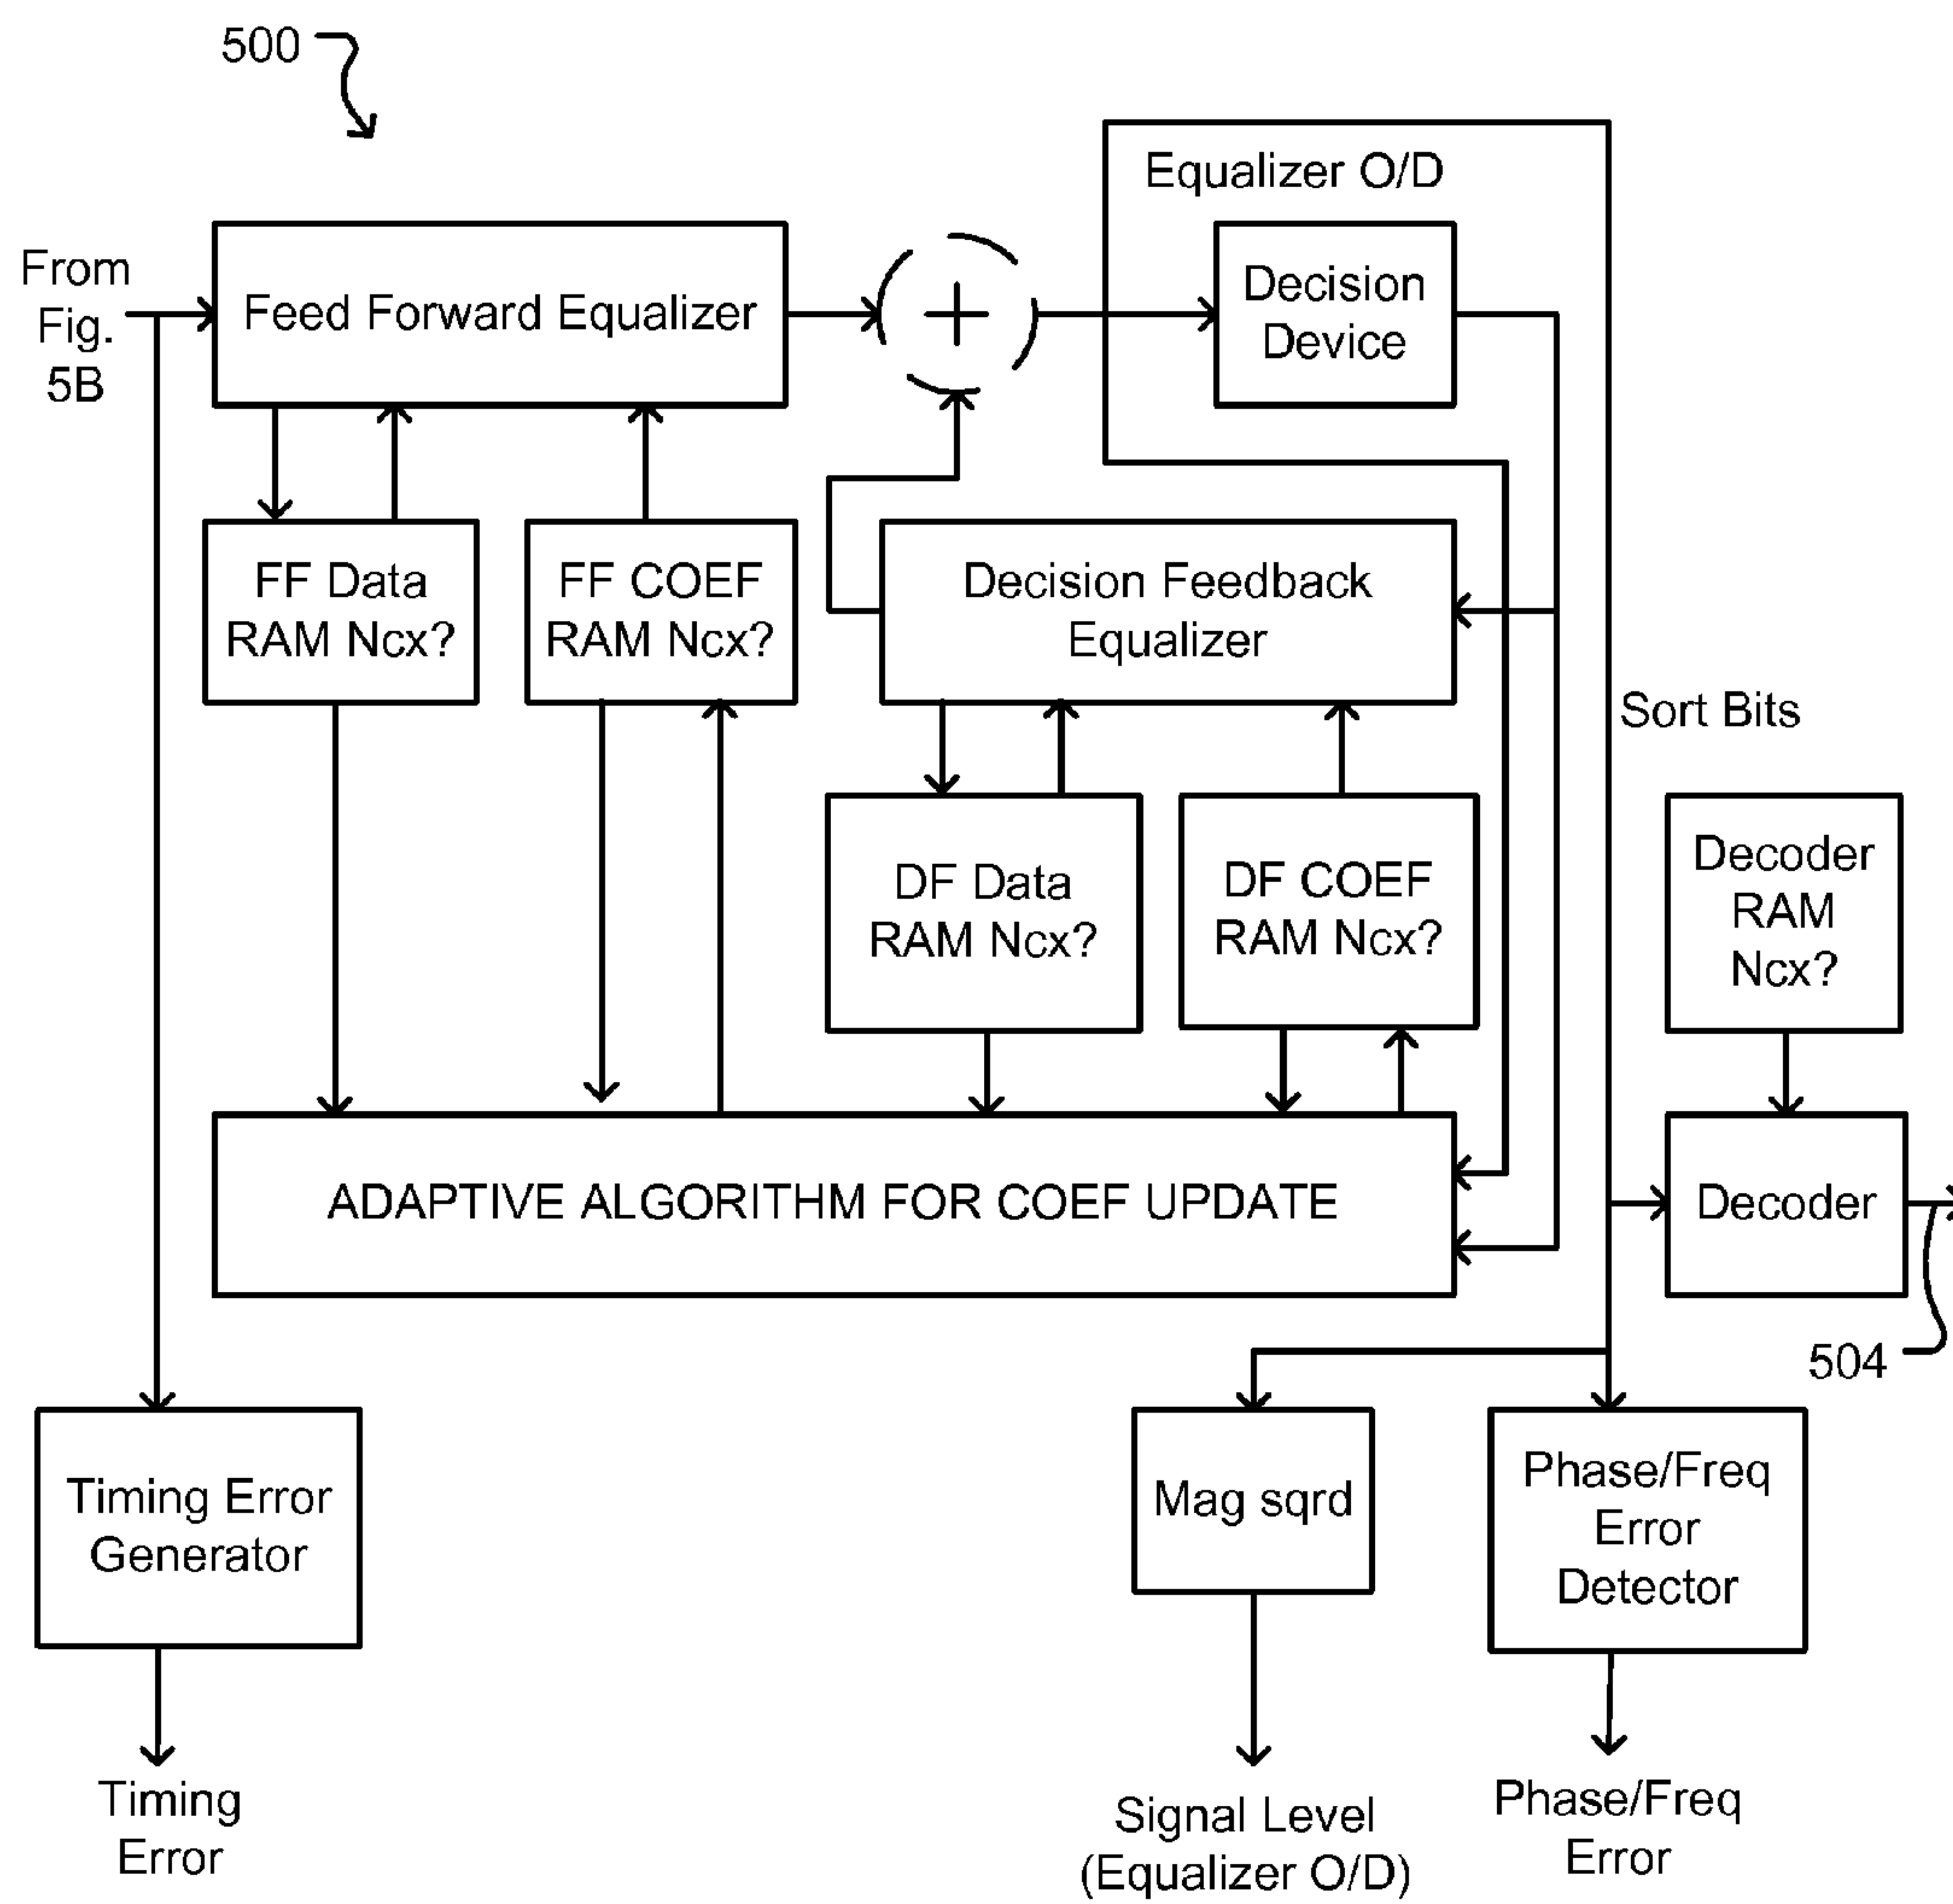 500
Equalizer O/D
From
Fig.
5B
Feed Forward Equalizer
+
Decision
Device
FF Data
RAM Ncx?
FF COEF
RAM Ncx?
Decision Feedback
Equalizer
Sort Bits
DF Data
RAM Ncx?
DF COEF
RAM Ncx?
Decoder
RAM
Ncx?
ADAPTIVE ALGORITHM FOR COEF UPDATE
Decoder
504
Timing Error
Generator
Mag sqrd
Phase/Freq
Error
Detector
Timing
Error
Signal Level
(Equalizer O/D)
Phase/Freq
Error